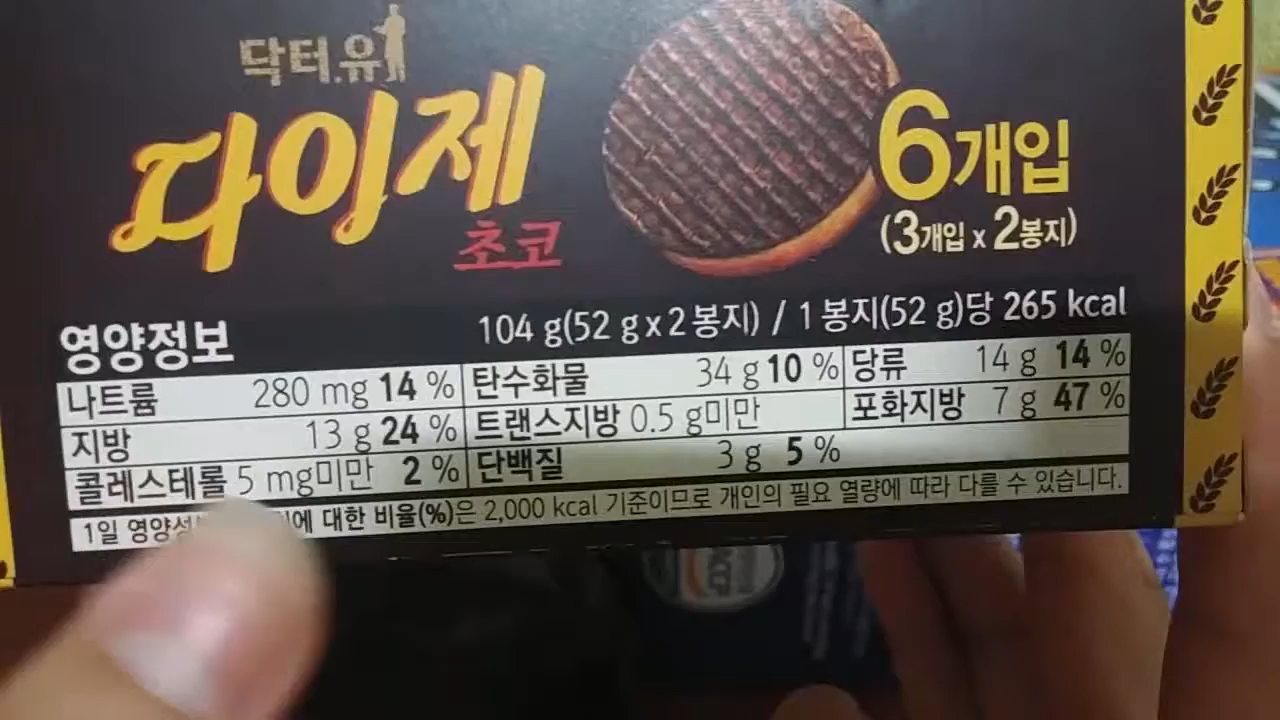 닥터유
다이제
초코
6개입
(3개입 x 2봉지)
영양정보 104 g(52 g x 2봉지) / 1봉지(52 g)당 265 kcal
나트륨 280 mg 14 % 탄수화물 34 g 10 % 당류 14 g 14 %
지방 13 g 24 % 트랜스지방 0.5 g미만 포화지방 7 g 47 %
콜레스테롤 5 mg미만 2 % 단백질 3 g 5 %
1일 대한 비율(%)은 2,000 kcal 기준이므로 개인의 필요 열량에 따라 다를 수 있습니다.